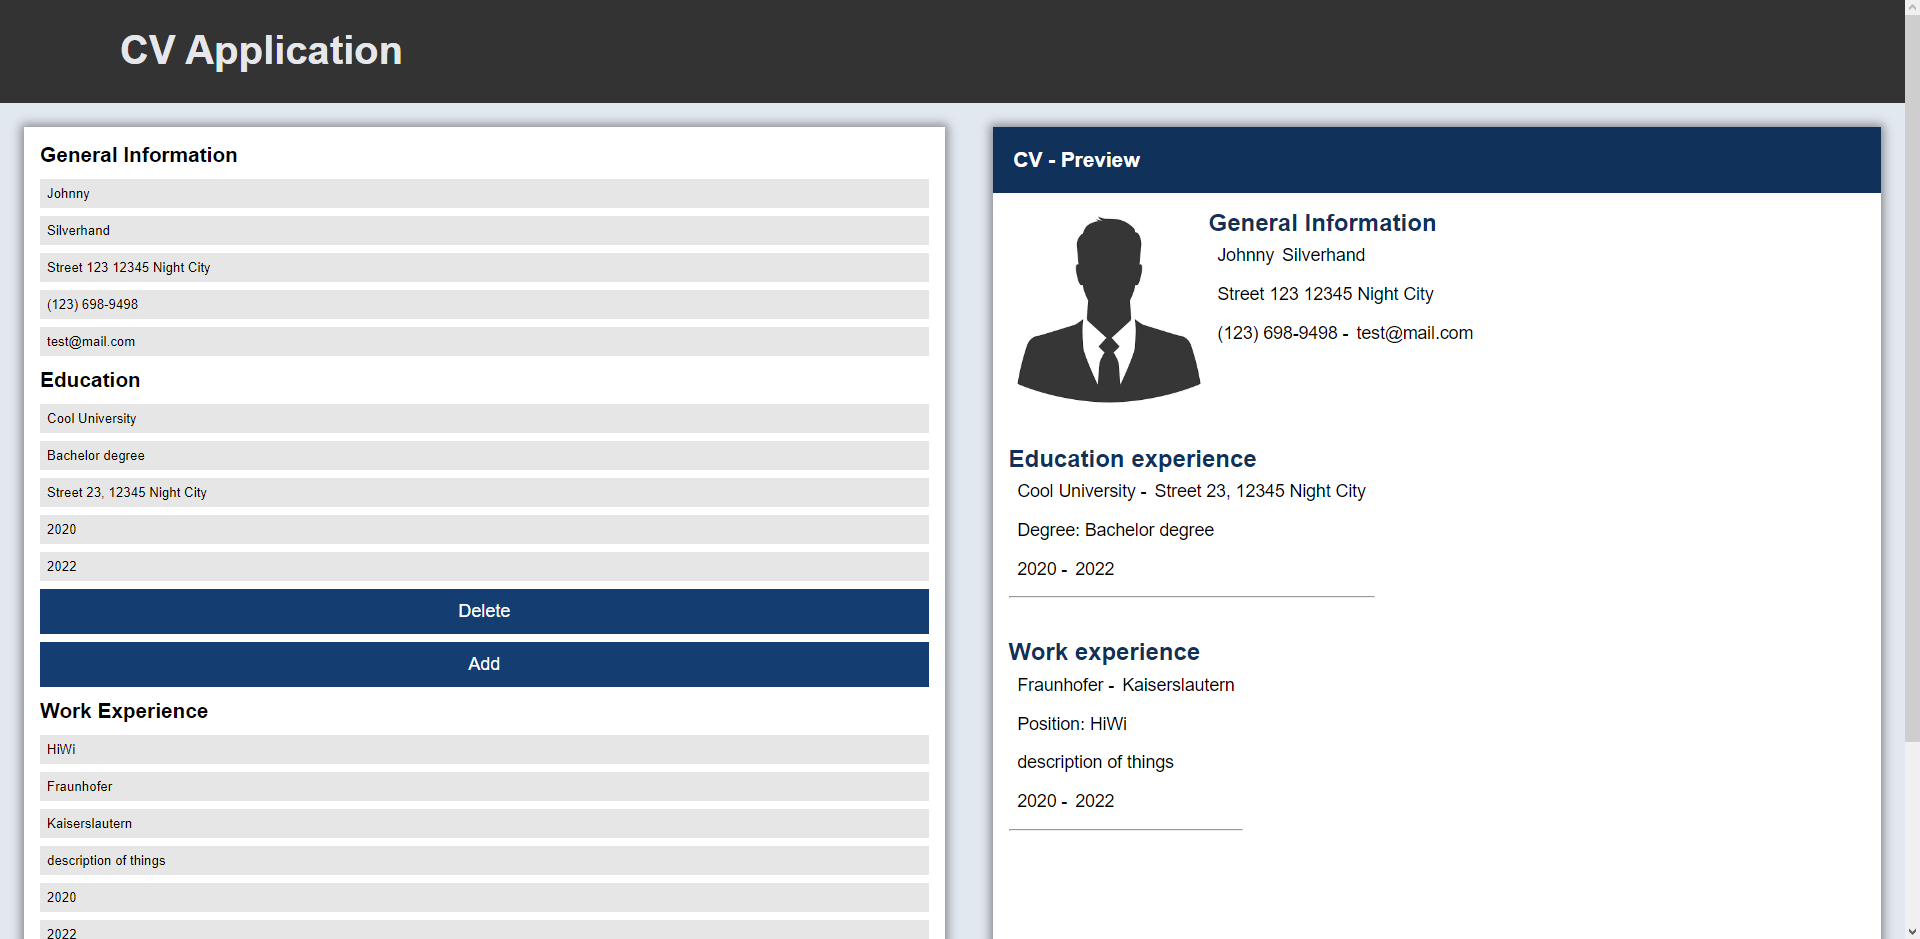 CV Application
General Information
Johnny
Silverhand
Street 123 12345 Night City
(123) 698-9498
test@mail.com
Education
Cool University
Bachelor degree
Street 23, 12345 Night City
2020
2022
Delete
Add
Work Experience
HiWi
Fraunhofer
Kaiserslautern
description of things
2020
2022
CV - Preview
General Information
Johnny Silverhand
Street 123 12345 Night City
(123) 698-9498 - test@mail.com
Education experience
Cool University - Street 23, 12345 Night City
Degree: Bachelor degree
2020 - 2022
Work experience
Fraunhofer - Kaiserslautern
Position: HiWi
description of things
2020 - 2022